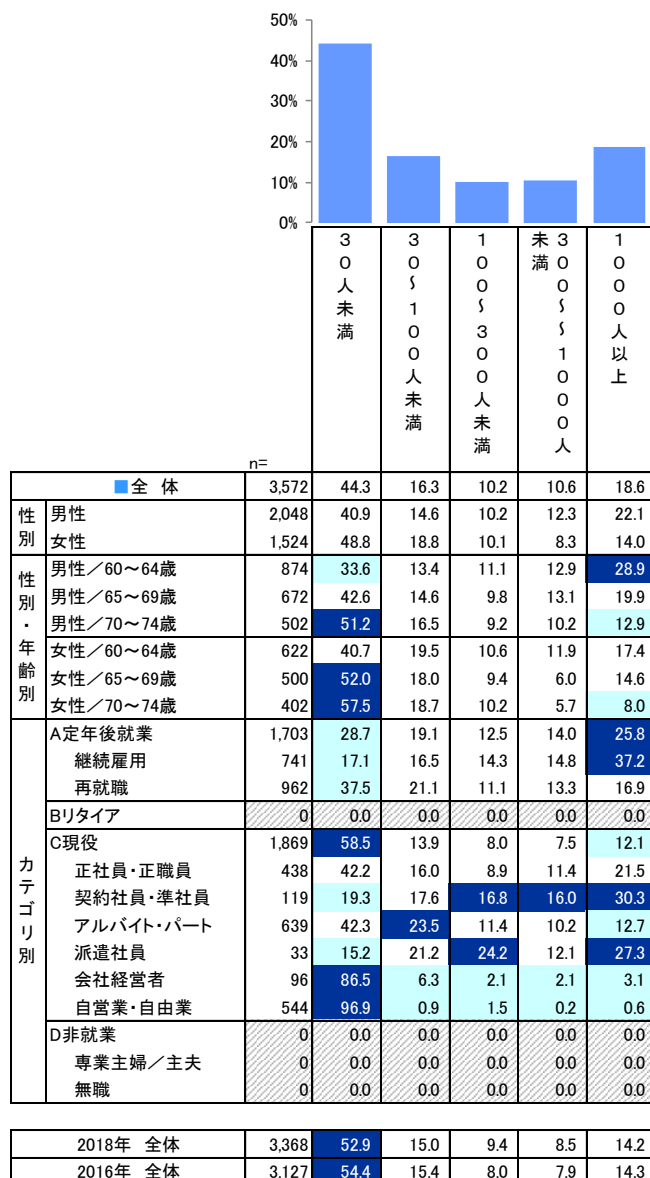 50%
40%
30%
20%
10%
0%
30人未満
30~100人未満
100~300人未満
300~~1000人未満
1000人以上
n=
■全 体 3,572 44.3 16.3 10.2 10.6 18.6
性別
男性 2,048 40.9 14.6 10.2 12.3 22.1
女性 1,524 48.8 18.8 10.1 8.3 14.0
性別・年齢別
男性/60~64歳 874 33.6 13.4 11.1 12.9 28.9
男性/65~69歳 672 42.6 14.6 9.8 13.1 19.9
男性/70~74歳 502 51.2 16.5 9.2 10.2 12.9
女性/60~64歳 622 40.7 19.5 10.6 11.9 17.4
女性/65~69歳 500 52.0 18.0 9.4 6.0 14.6
女性/70~74歳 402 57.5 18.7 10.2 5.7 8.0
カテゴリ別
A定年後就業 1,703 28.7 19.1 12.5 14.0 25.8
継続雇用 741 17.1 16.5 14.3 14.8 37.2
再就職 962 37.5 21.1 11.1 13.3 16.9
Bリタイア 0 0.0 0.0 0.0 0.0 0.0
C現役 1,869 58.5 13.9 8.0 7.5 12.1
正社員・正職員 438 42.2 16.0 8.9 11.4 21.5
契約社員・準社員 119 19.3 17.6 16.8 16.0 30.3
アルバイト・パート 639 42.3 23.5 11.4 10.2 12.7
派遣社員 33 15.2 21.2 24.2 12.1 27.3
会社経営者 96 86.5 6.3 2.1 2.1 3.1
自営業・自由業 544 96.9 0.9 1.5 0.2 0.6
D非就業 0 0.0 0.0 0.0 0.0 0.0
専業主婦/主夫 0 0.0 0.0 0.0 0.0 0.0
無職 0 0.0 0.0 0.0 0.0 0.0
2018年 全体 3,368 52.9 15.0 9.4 8.5 14.2
2016年 全体 3,127 54.4 15.4 8.0 7.9 14.3